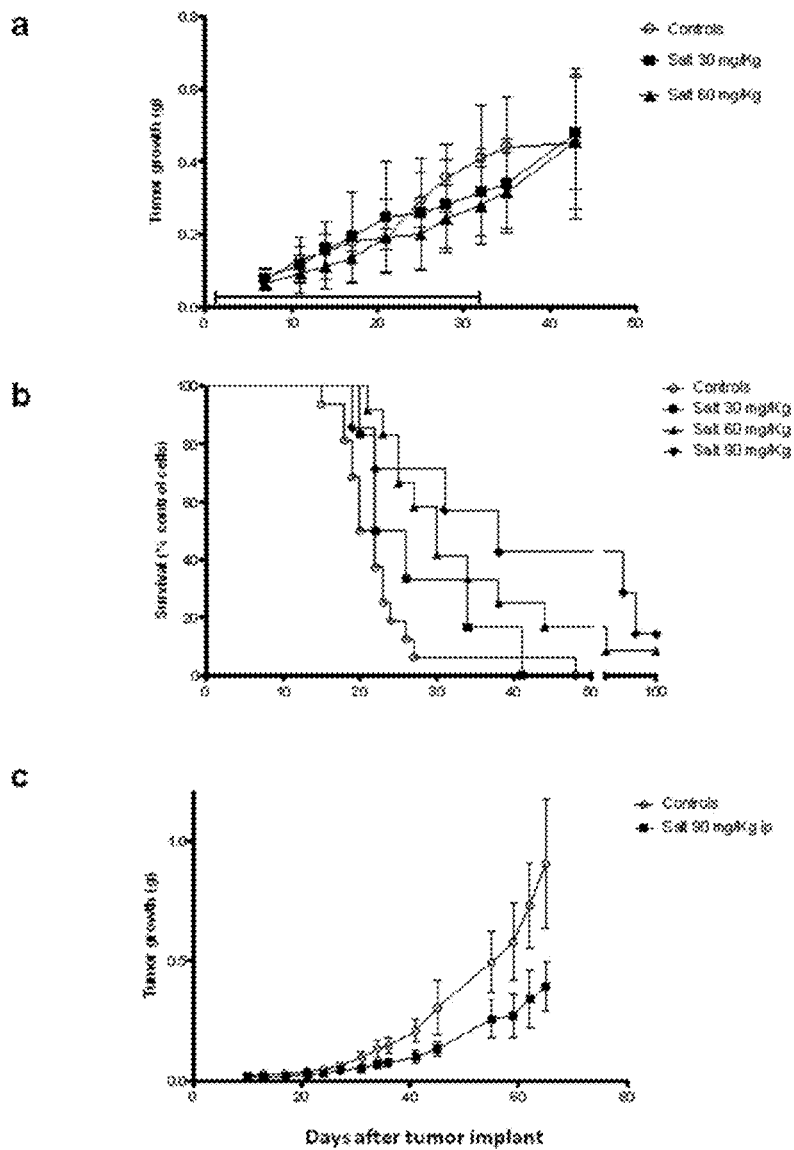 a
0.8
0.6
0.4
0.2
0.0
Tumor growth (g)
0 10 20 30 40 50
Controls
Salt 30 mg/Kg
Salt 60 mg/Kg
b
100
80
60
40
20
0
Survival (% control cells)
0 10 20 30 40 100
Controls
Salt 30 mg/Kg
Salt 60 mg/Kg
Salt 90 mg/Kg
c
1.0
0.5
0.0
Tumor growth (g)
0 20 40 60 80
Controls
Salt 90 mg/Kg ip
Days after tumor implant